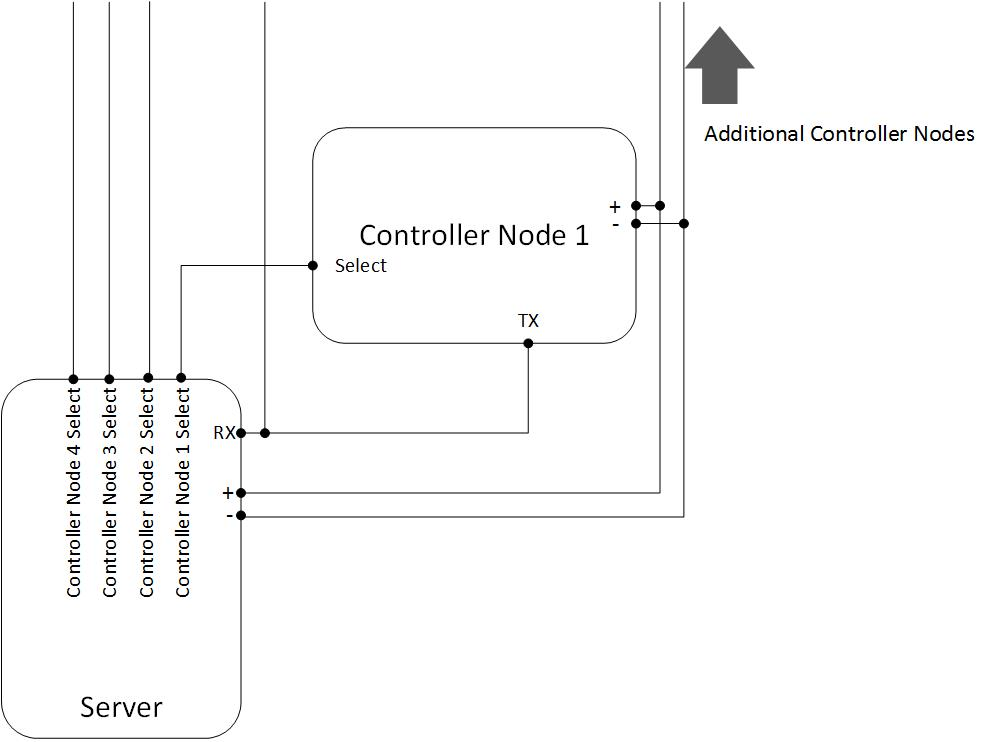 Additional Controller Nodes
+
-
Controller Node 1
Select
TX
Controller Node 4 Select
Controller Node 3 Select
Controller Node 2 Select
Controller Node 1 Select
RX
+
-
Server